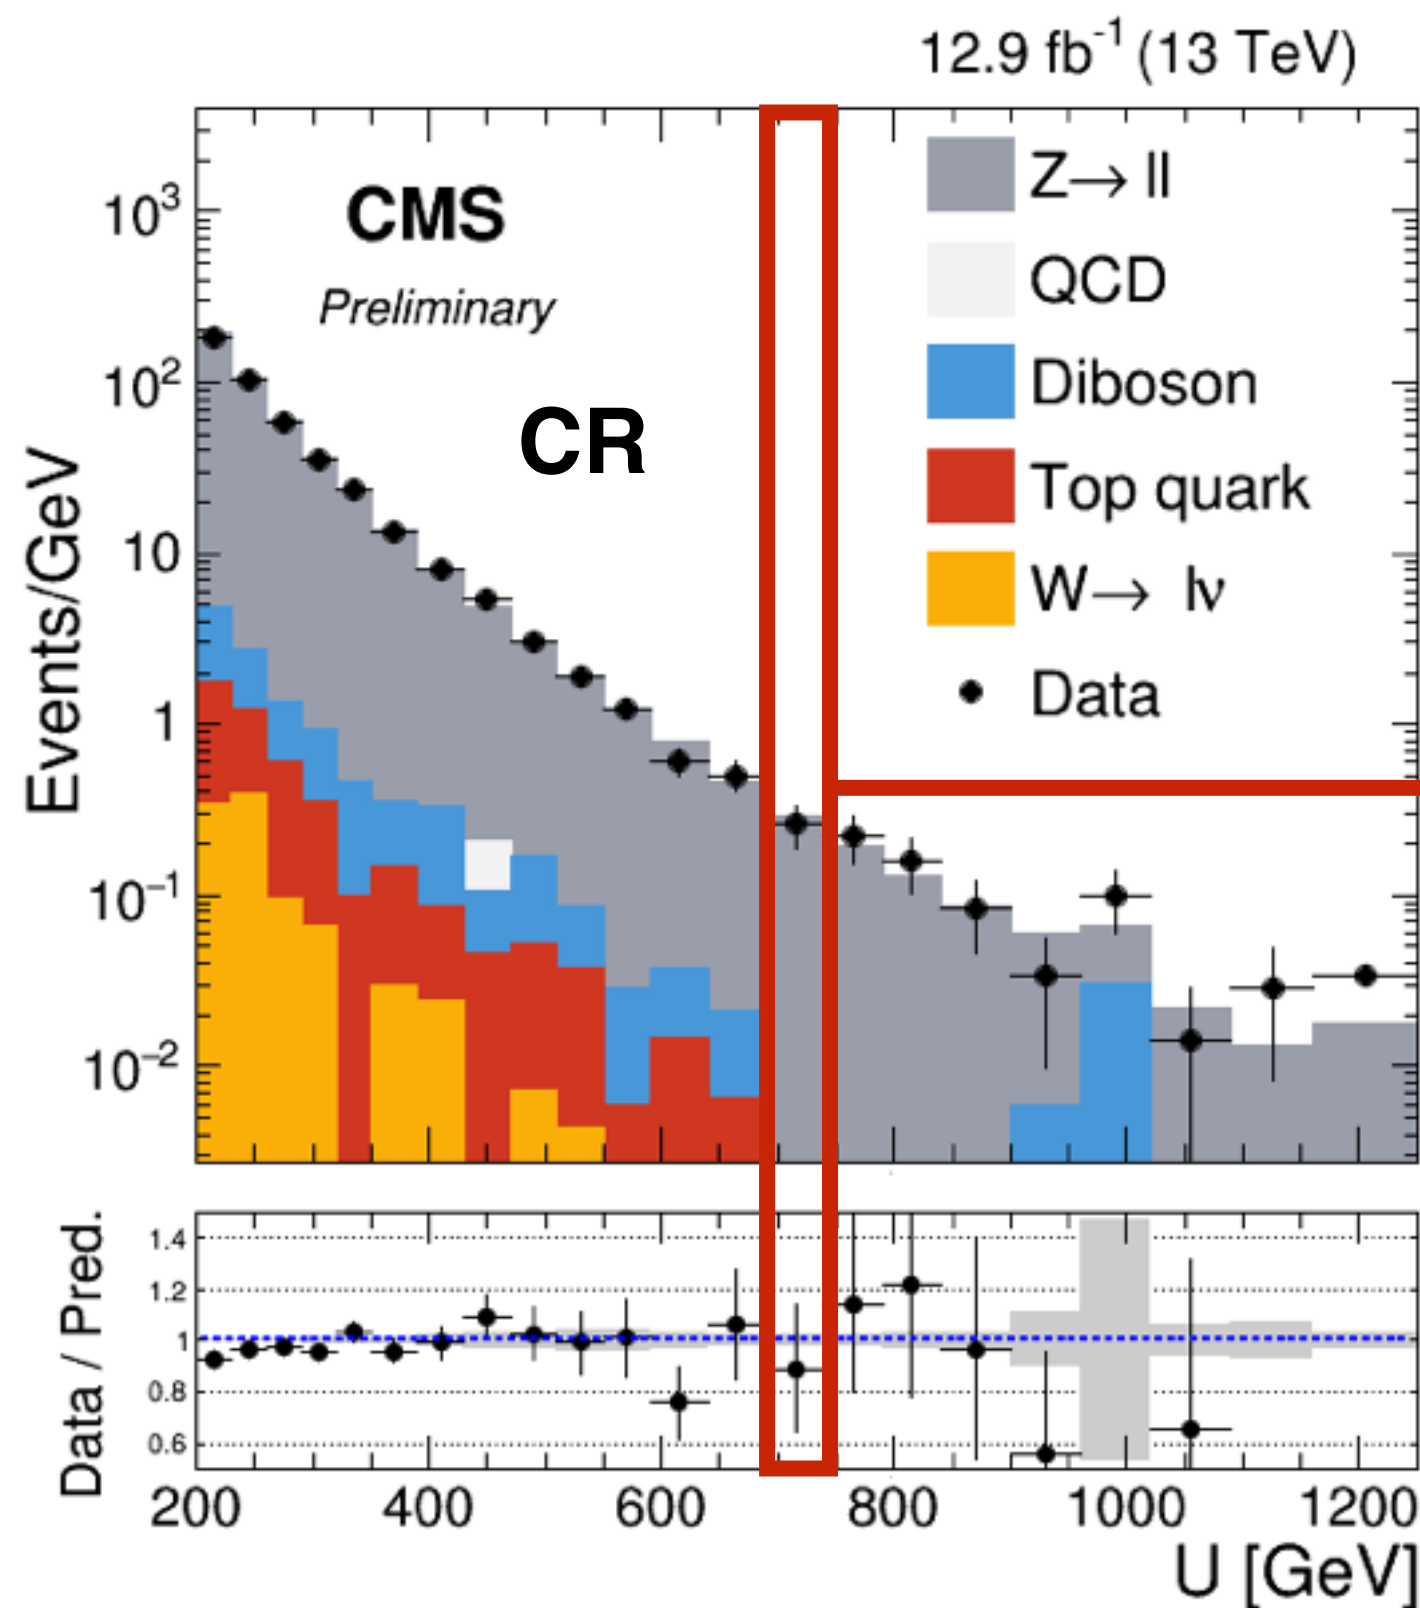 12.9 fb⁻¹ (13 TeV)
CMS
Preliminary
CR
Z→ ll
QCD
Diboson
Top quark
W→ lν
Data
Events/GeV
10³
10²
10
1
10⁻¹
10⁻²
Data / Pred.
1.4
1.2
1
0.8
0.6
200 400 600 800 1000 1200
U [GeV]